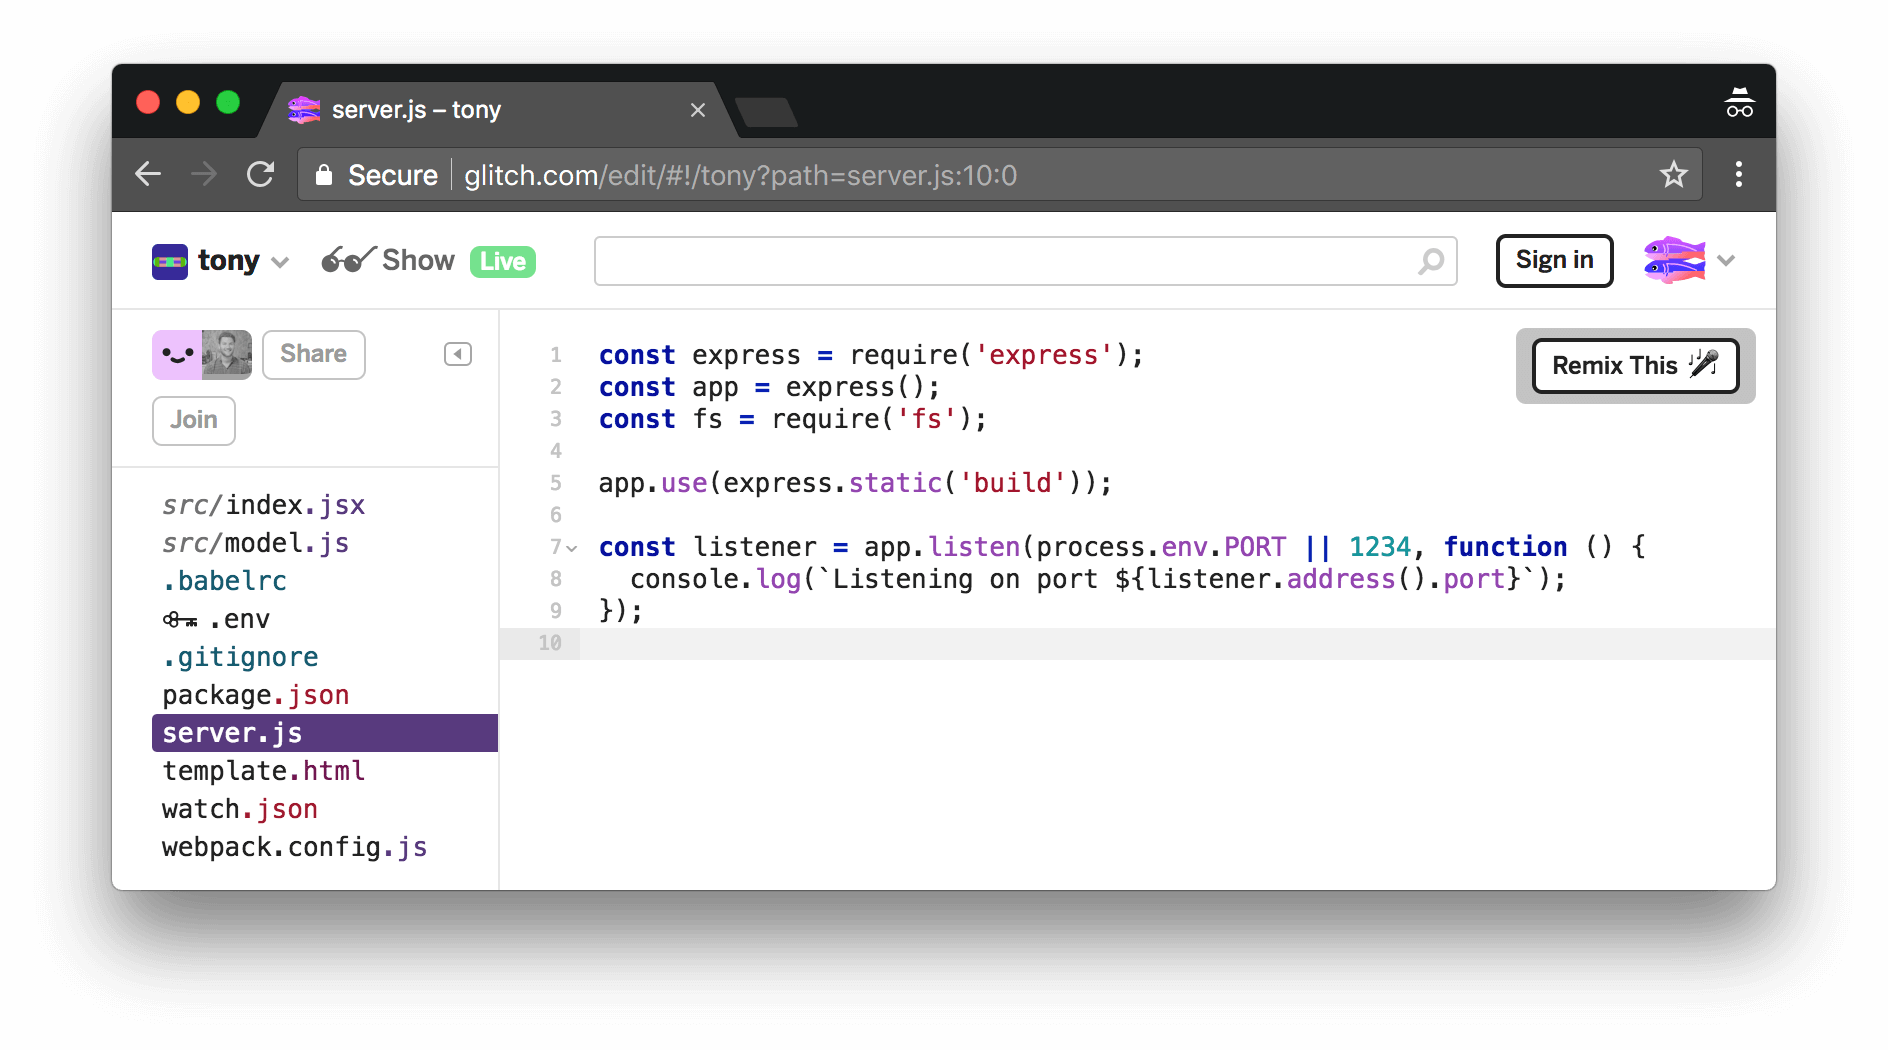 server.js – tony
Secure glitch.com/edit/#!/tony?path=server.js:10:0
tony Show Live Sign in
Share
Join
src/index.jsx
src/model.js
.babelrc
.env
.gitignore
package.json
server.js
template.html
watch.json
webpack.config.js
Remix This
1 const express = require('express');
2 const app = express();
3 const fs = require('fs');
4
5 app.use(express.static('build'));
6
7 const listener = app.listen(process.env.PORT || 1234, function () {
8   console.log(`Listening on port ${listener.address().port}`);
9 });
10